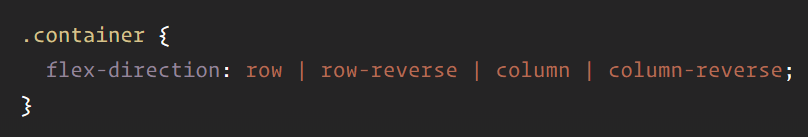 .container {
flex-direction: row | row-reverse | column | column-reverse;
}